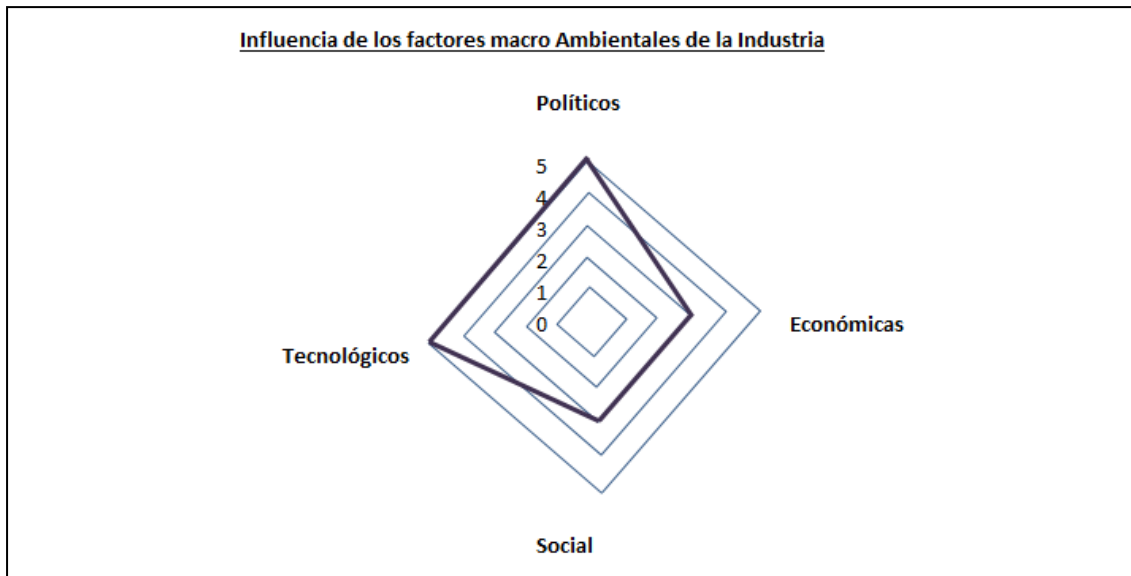 Influencia de los factores macro Ambientales de la Industria
Políticos
5
4
3
2
1
0
Económicas
Tecnológicos
Social